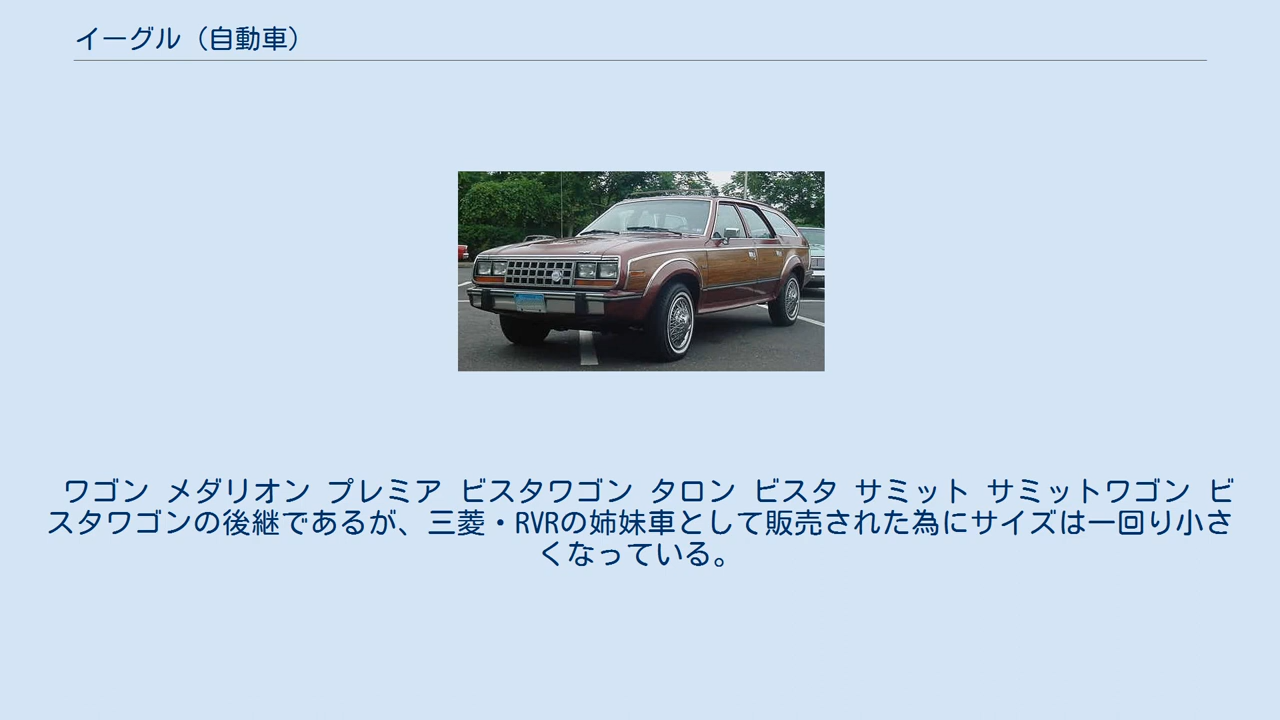 イーグル（自動車）
ワゴン メダリオン プレミア ビスタワゴン タロン ビスタ サミット サミットワゴン ビ
スタワゴンの後継であるが、三菱・RVRの姉妹車として販売された為にサイズは一回り小さ
くなっている。